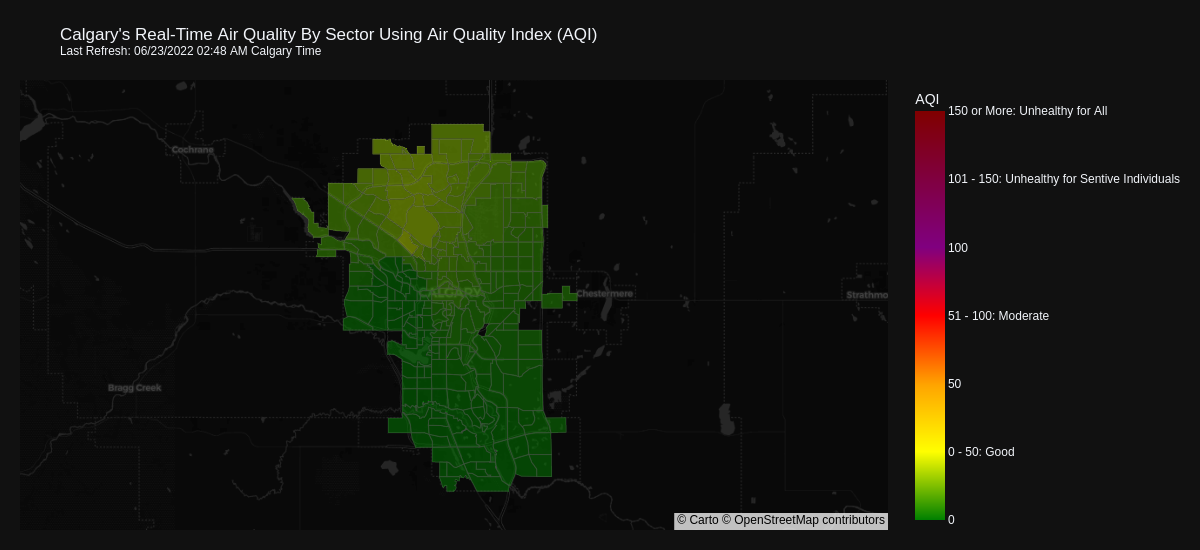 Calgary's Real-Time Air Quality By Sector Using Air Quality Index (AQI)
Last Refresh: 06/23/2022 02:48 AM Calgary Time
AQI
150 or More: Unhealthy for All
101 - 150: Unhealthy for Sentive Individuals
100
51 - 100: Moderate
50
0 - 50: Good
0
Cochrane
CALGARY
Chestermere
Strathmo
Bragg Creek
© Carto © OpenStreetMap contributors